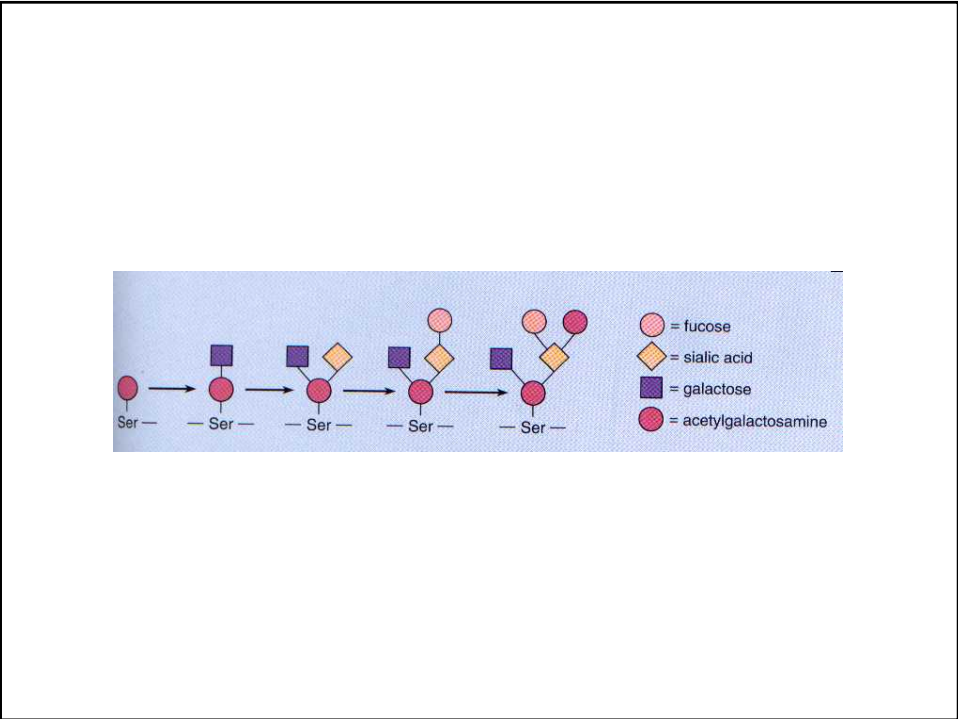 = fucose
= sialic acid
= galactose
= acetylgalactosamine
Ser — — Ser — — Ser — — Ser — — Ser —